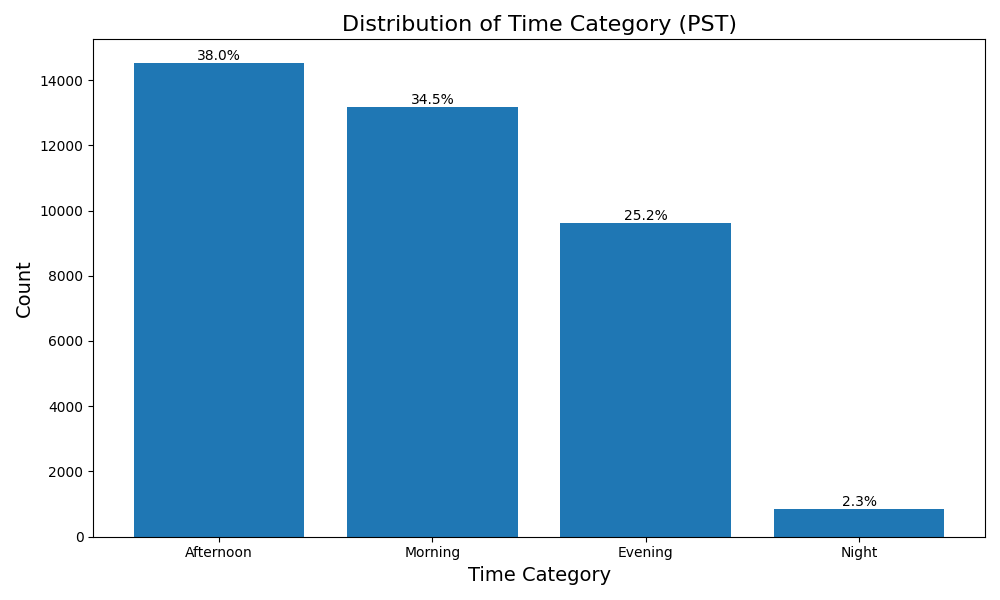 Distribution of Time Category (PST)
38.0%
34.5%
25.2%
2.3%
14000
12000
10000
8000
6000
4000
2000
0
Count
Afternoon
Morning
Evening
Night
Time Category